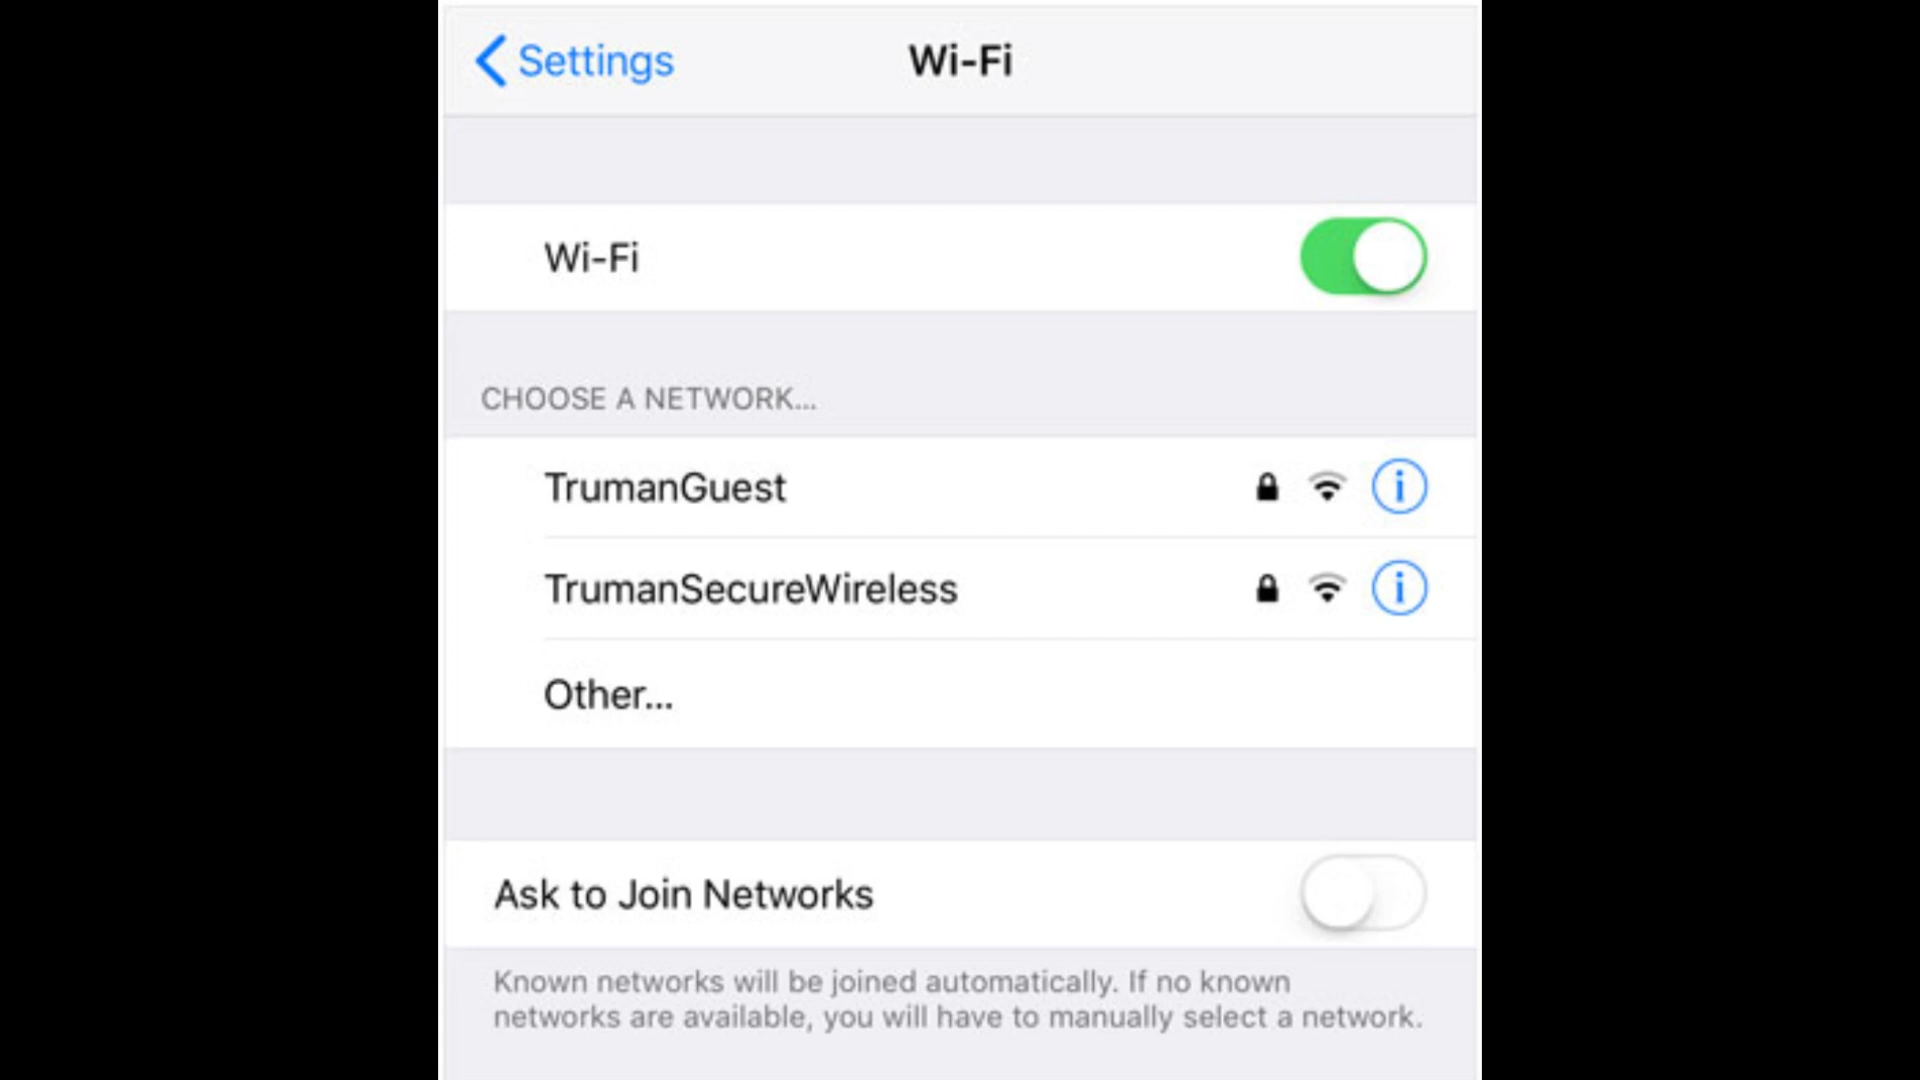 Settings
Wi-Fi
Wi-Fi
CHOOSE A NETWORK...
TrumanGuest
TrumanSecureWireless
Other...
Ask to Join Networks
Known networks will be joined automatically. If no known
networks are available, you will have to manually select a network.